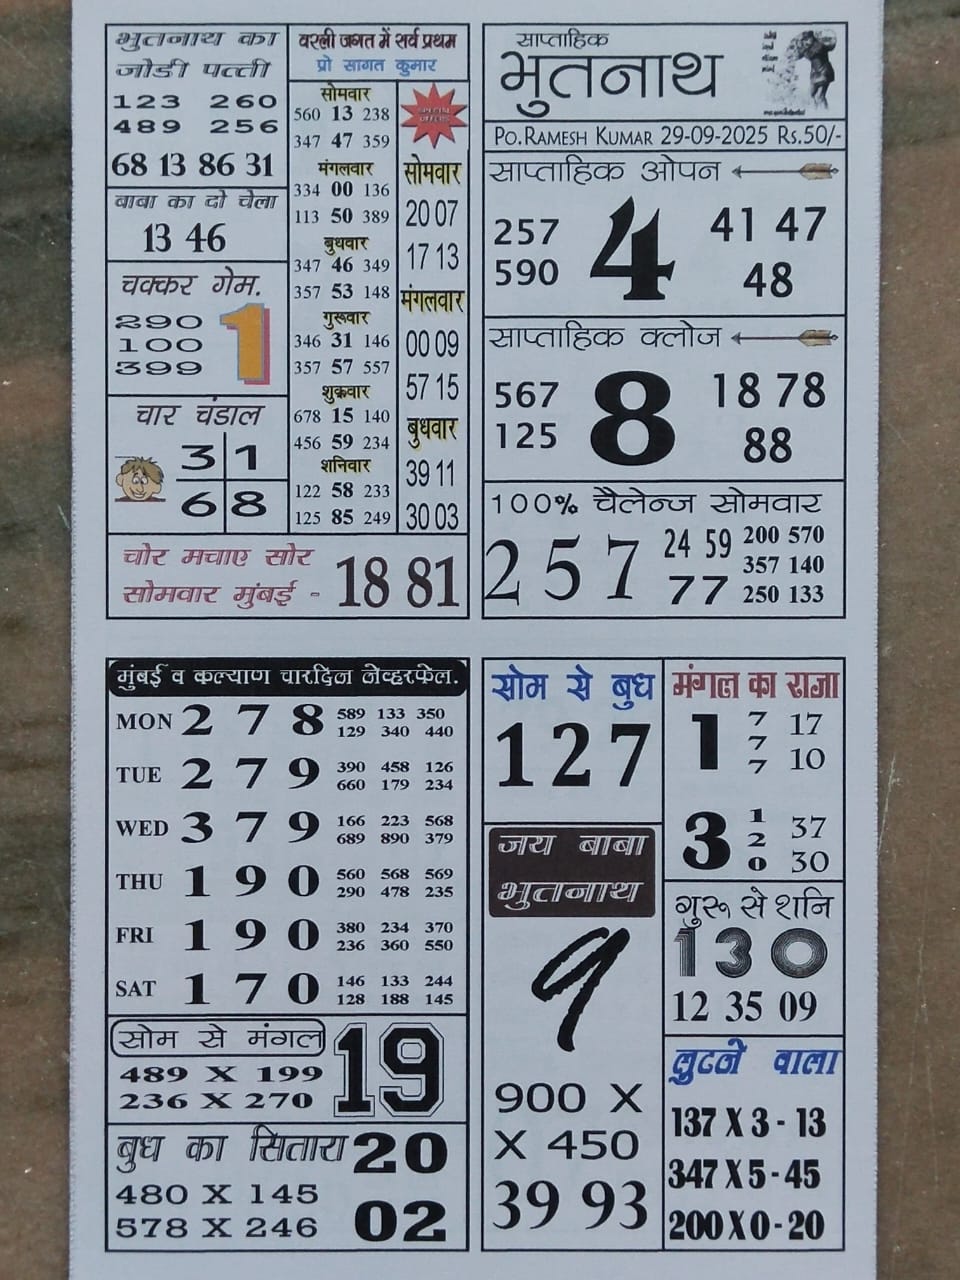 भुतनाथ का
जोडी पत्ती
123 260
489 256
68 13 86 31
बाबा का दो चेला
13 46
चक्कर गेम.
290
100
399
1
चार चंडाल
3 1
6 8
वरली जगत में सर्व प्रथम
प्रो सागत कुमार
सोमवार
560 13 238
347 47 359
मंगलवार
334 00 136
113 50 389
बुधवार
347 46 349
357 53 148
गुरूवार
346 31 146
357 57 557
शुक्रवार
678 15 140
456 59 234
शनिवार
122 58 233
125 85 249
सोमवार
20 07
17 13
मंगलवार
00 09
57 15
बुधवार
39 11
30 03
चोर मचाए सोर
सोमवार मुंबई - 18 81
साप्ताहिक
भुतनाथ
PO.RAMESH KUMAR 29-09-2025 RS.50/-
साप्ताहिक ओपन
257
590
4
41 47
48
साप्ताहिक क्लोज
567
125
8
18 78
88
100% चैलेन्ज सोमवार
2 5 7
24 59
77
200 570
357 140
250 133
मुंबई व कल्याण चारदिन नेव्हरफेल.
MON 2 7 8 589 133 350
129 340 440
TUE 2 7 9 390 458 126
660 179 234
WED 3 7 9 166 223 568
689 890 379
THU 1 9 0 560 568 569
290 478 235
FRI 1 9 0 380 234 370
236 360 550
SAT 1 7 0 146 133 244
128 188 145
सोम से मंगल
489 X 199
236 X 270
19
बुध का सितारा 20
480 X 145
578 X 246
02
सोम से बुध
1 2 7
जय बाबा
भुतनाथ
9
900 X
X 450
39 93
मंगल का राजा
1
7
7
7
17
10
3
1
2
0
37
30
गुरू से शनि
1 3 0
12 35 09
लुटने वाला
137 X 3 - 13
347 X 5 - 45
200 X 0 - 20